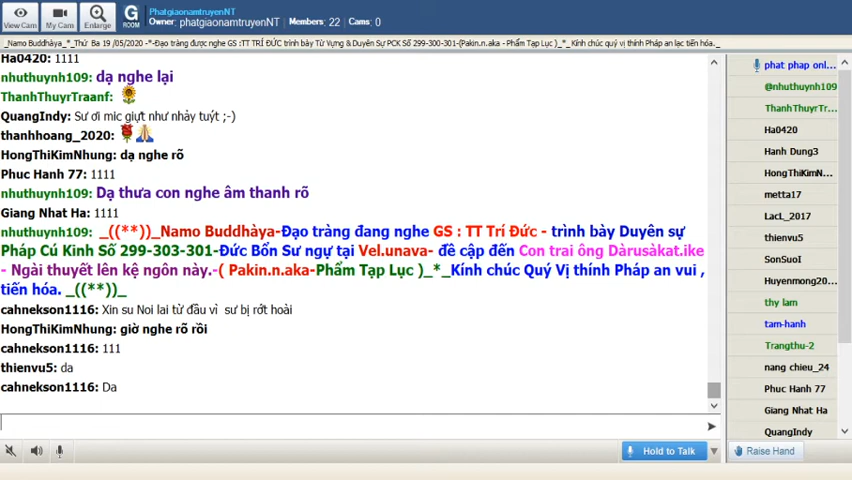 View Cam
My Cam
Enlarge
G
ROOM
PhatgiaonamtruyenNT
Owner: phatgiaonamtruyenNT Members: 22 Cams: 0
_Namo Buddhàya_*_Thứ Ba 19 /05/2020 -*-Đạo tràng được nghe GS :TT TRÍ ĐỨC trình bày Từ Vựng & Duyên Sự PCK Số 299-300-301-(Pakin.n.aka - Phẩm Tạp Lục )_*_Kính chúc quý vị thính Pháp an lạc tiến hóa._
Ha0420: 1111
nhuthuynh109: dạ nghe lại
ThanhThuyrTraanf:
QuangIndy: Sư ơi mic giựt như nhảy tuýt ;-)
thanhhoang_2020:
HongThiKimNhung: dạ nghe rõ
Phuc Hanh 77: 1111
nhuthuynh109: Dạ thưa con nghe âm thanh rõ
Giang Nhat Ha: 1111
nhuthuynh109: _((**))_Namo Buddhàya-Đạo tràng đang nghe GS : TT Trí Đức - trình bày Duyên sự
Pháp Cú Kinh Số 299-303-301-Đức Bổn Sư ngự tại Vel.unava- đề cập đến Con trai ông Dàrusàkat.ike
- Ngài thuyết lên kệ ngôn này.-( Pakin.n.aka-Phẩm Tạp Lục )_*_Kính chúc Quý Vị thính Pháp an vui ,
tiến hóa. _((**))_
cahnekson1116: Xin su Noi lai từ đầu vì sư bị rớt hoài
HongThiKimNhung: giờ nghe rõ rồi
cahnekson1116: 111
thienvu5: da
cahnekson1116: Da
phat phap onl...
@nhuthuynh109
ThanhThuyrTr...
Ha0420
Hanh Dung3
HongThiKimN...
metta17
LacL_2017
thienvu5
SonSuoI
Huyenmong20...
thy lam
tam-hanh
Trangthu-2
nang chieu_24
Phuc Hanh 77
Giang Nhat Ha
QuangIndy
Hold to Talk
Raise Hand